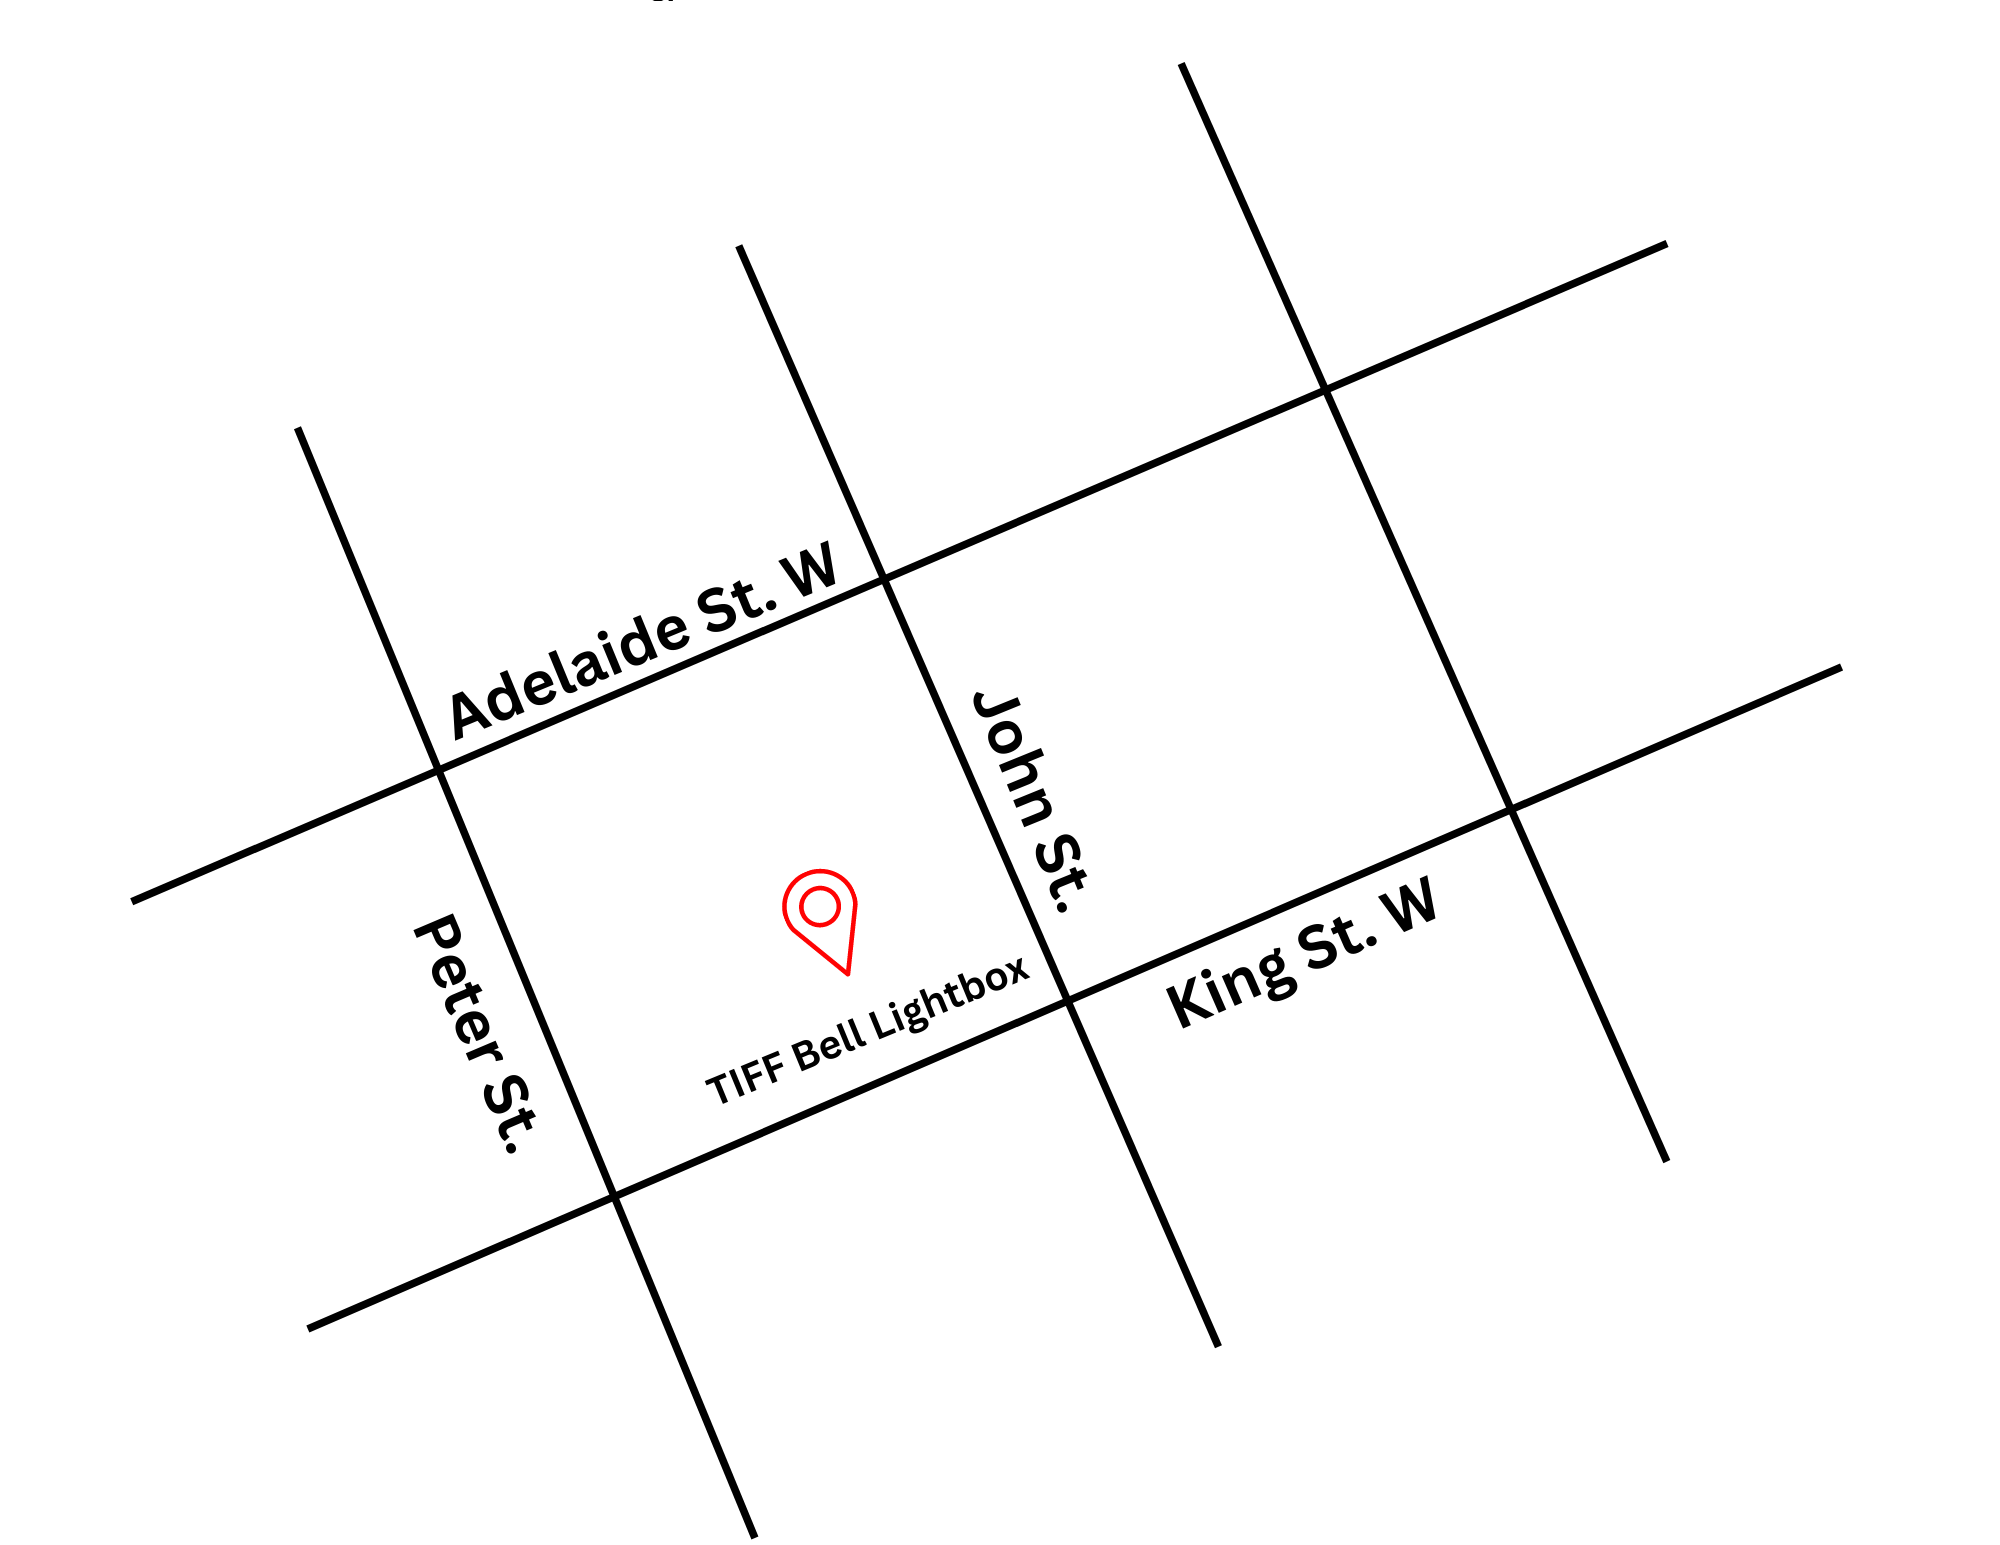 Adelaide St. W
John St.
Peter St.
TIFF Bell Lightbox
King St. W